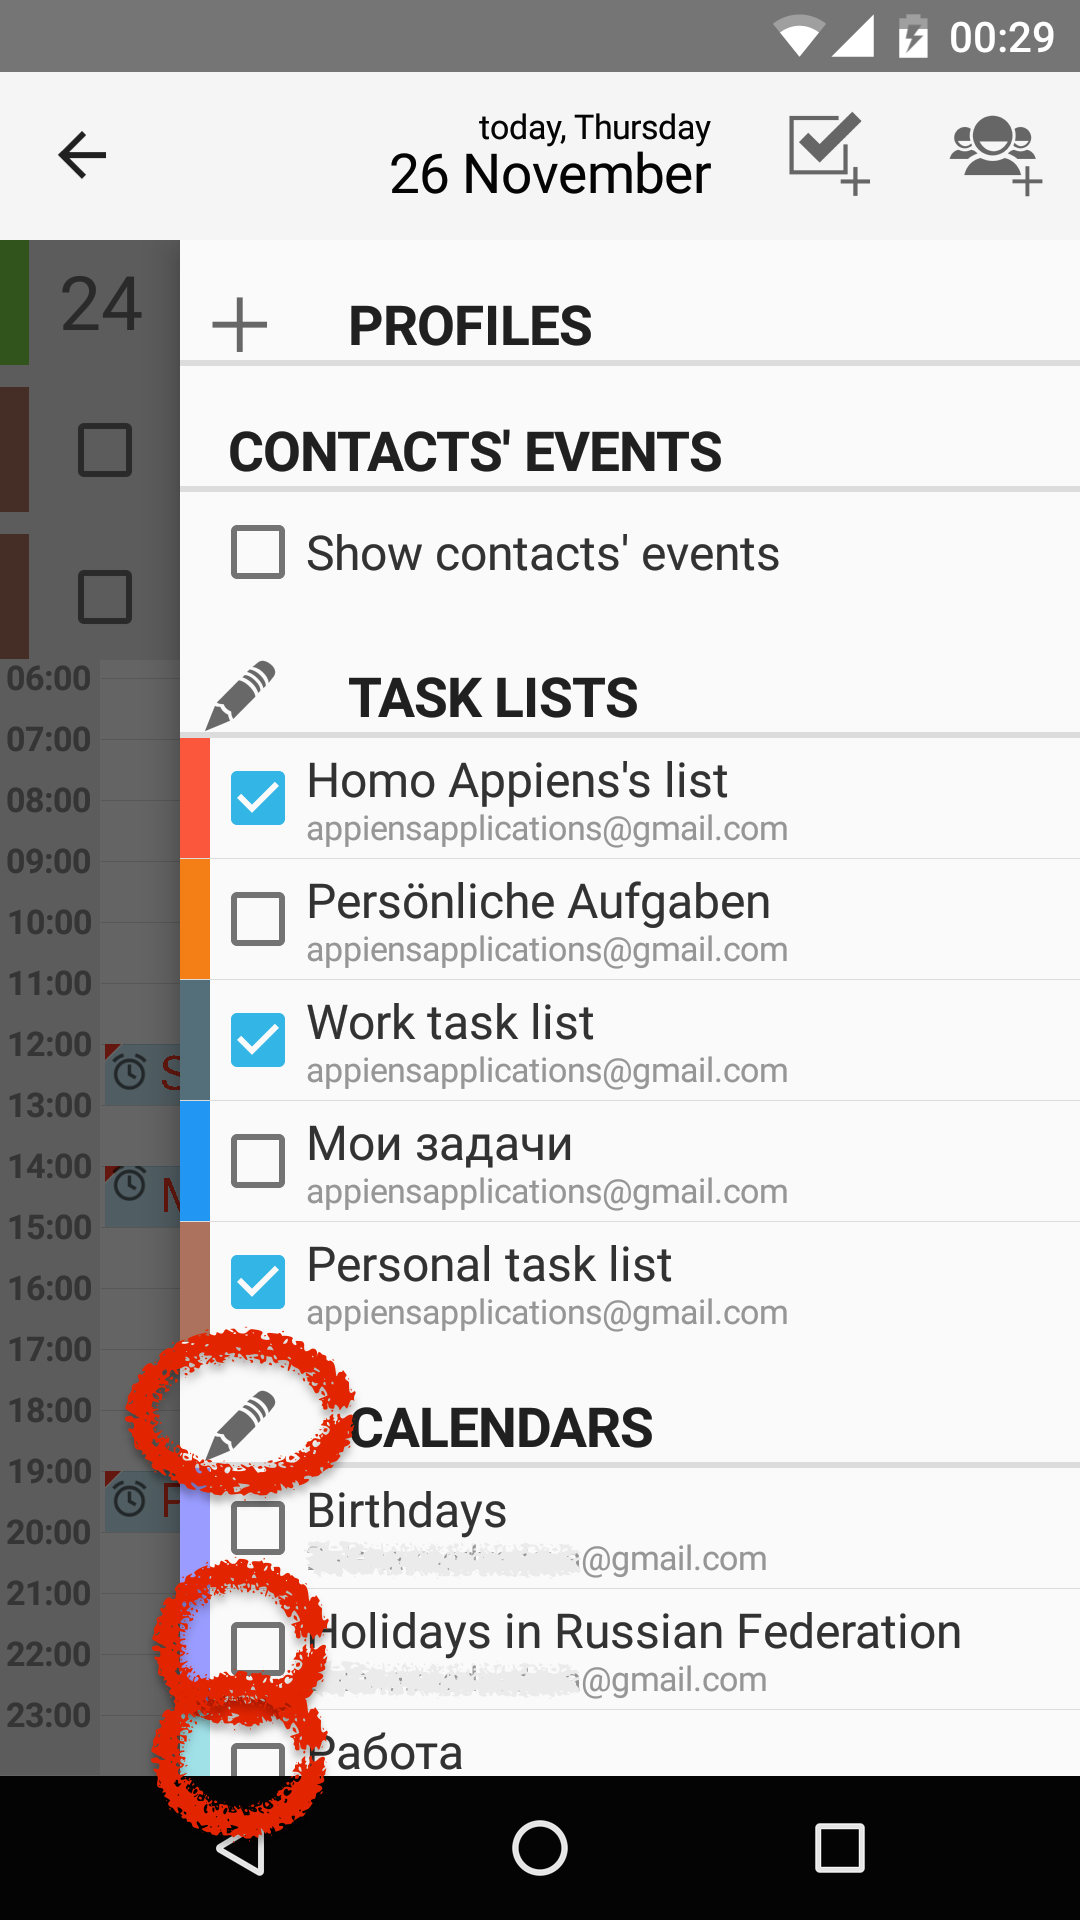 00:29
today, Thursday
26 November
24
PROFILES
CONTACTS' EVENTS
Show contacts' events
TASK LISTS
Homo Appiens's list
appiensapplications@gmail.com
Persönliche Aufgaben
appiensapplications@gmail.com
Work task list
appiensapplications@gmail.com
Мои задачи
appiensapplications@gmail.com
Personal task list
appiensapplications@gmail.com
CALENDARS
Birthdays
@gmail.com
Holidays in Russian Federation
@gmail.com
Работа
06:00
07:00
08:00
09:00
10:00
11:00
12:00
S
13:00
14:00
M
15:00
16:00
17:00
18:00
19:00
20:00
21:00
22:00
23:00